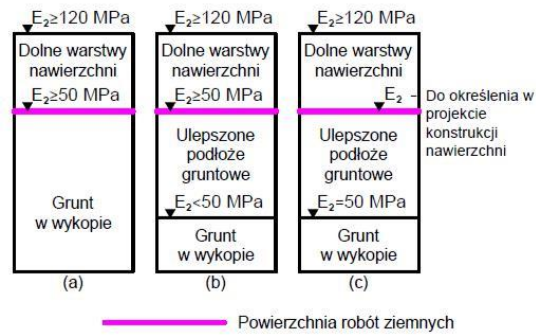 E₂≥120 MPa
Dolne warstwy
nawierzchni
E₂≥50 MPa
Grunt
w wykopie
(a)
E₂≥120 MPa
Dolne warstwy
nawierzchni
E₂≥50 MPa
Ulepszone
podłoże
gruntowe
E₂<50 MPa
Grunt
w wykopie
(b)
E₂≥120 MPa
Dolne warstwy
nawierzchni
E₂ - Do określenia w
projekcie
konstrukcji
nawierzchni
Ulepszone
podłoże
gruntowe
E₂=50 MPa
Grunt
w wykopie
(c)
Powierzchnia robót ziemnych